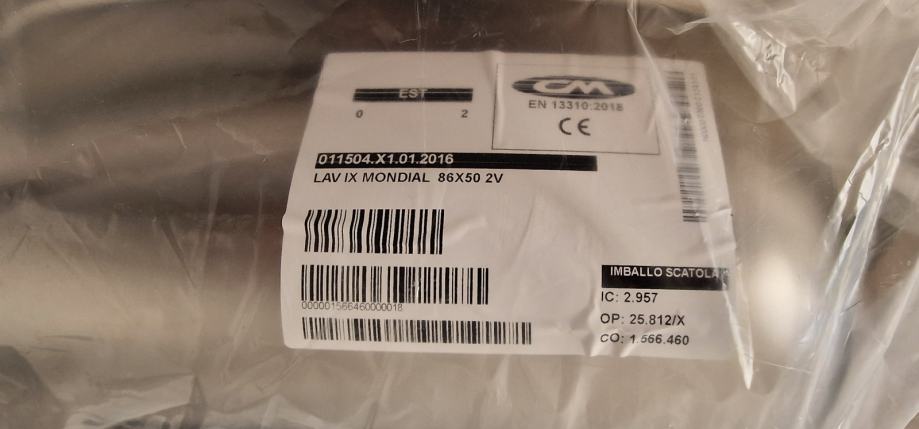 EST
0 2
CM
EN 13310:2018
CE
011504.X1.01.2016
LAV IX MONDIAL 86X50 2V
000001566460000018
IMBALLO SCATOLA
IC: 2.957
OP: 25.812/X
CO: 1.566.460